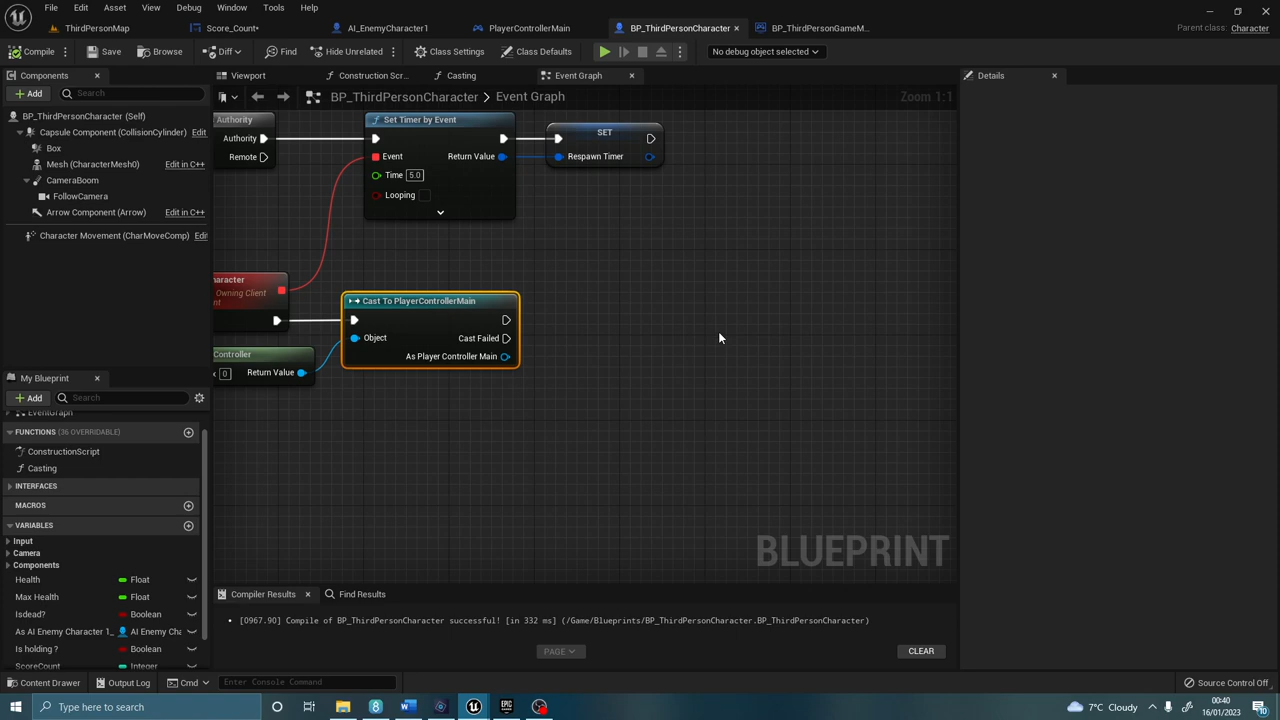 File Edit Asset View Debug Window Tools Help
ThirdPersonMap
Score_Count*
AI_EnemyCharacter1
PlayerControllerMain
BP_ThirdPersonCharacter
BP_ThirdPersonGameM...
Parent class: Character
Compile
Save
Browse
Diff
Find
Hide Unrelated
Class Settings
Class Defaults
No debug object selected
Components
Viewport
Construction Scr...
Casting
Event Graph
Details
Add
Search
BP_ThirdPersonCharacter > Event Graph
Zoom 1:1
BP_ThirdPersonCharacter (Self)
Capsule Component (CollisionCylinder) Edit
Box
Mesh (CharacterMesh0) Edit in C++
CameraBoom
FollowCamera
Arrow Component (Arrow) Edit in C++
Character Movement (CharMoveComp) Edit
Authority
Authority
Remote
Set Timer by Event
Event
Return Value
Time 5.0
Looping
SET
Respawn Timer
haracter
Owning Client
nt
Controller
x 0
Return Value
Cast To PlayerControllerMain
Object
Cast Failed
As Player Controller Main
My Blueprint
Add
Search
EventGraph
FUNCTIONS (36 OVERRIDABLE)
ConstructionScript
Casting
INTERFACES
MACROS
VARIABLES
Input
Camera
Components
Health Float
Max Health Float
Isdead? Boolean
As AI Enemy Character 1_ AI Enemy Cha
Is holding ? Boolean
ScoreCount Integer
BLUEPRINT
Compiler Results
Find Results
[0967.90] Compile of BP_ThirdPersonCharacter successful! [in 332 ms] (/Game/Blueprints/BP_ThirdPersonCharacter.BP_ThirdPersonCharacter)
PAGE
CLEAR
Content Drawer
Output Log
Cmd
Enter Console Command
Source Control Off
Type here to search
7°C Cloudy
00:40
16/01/2023